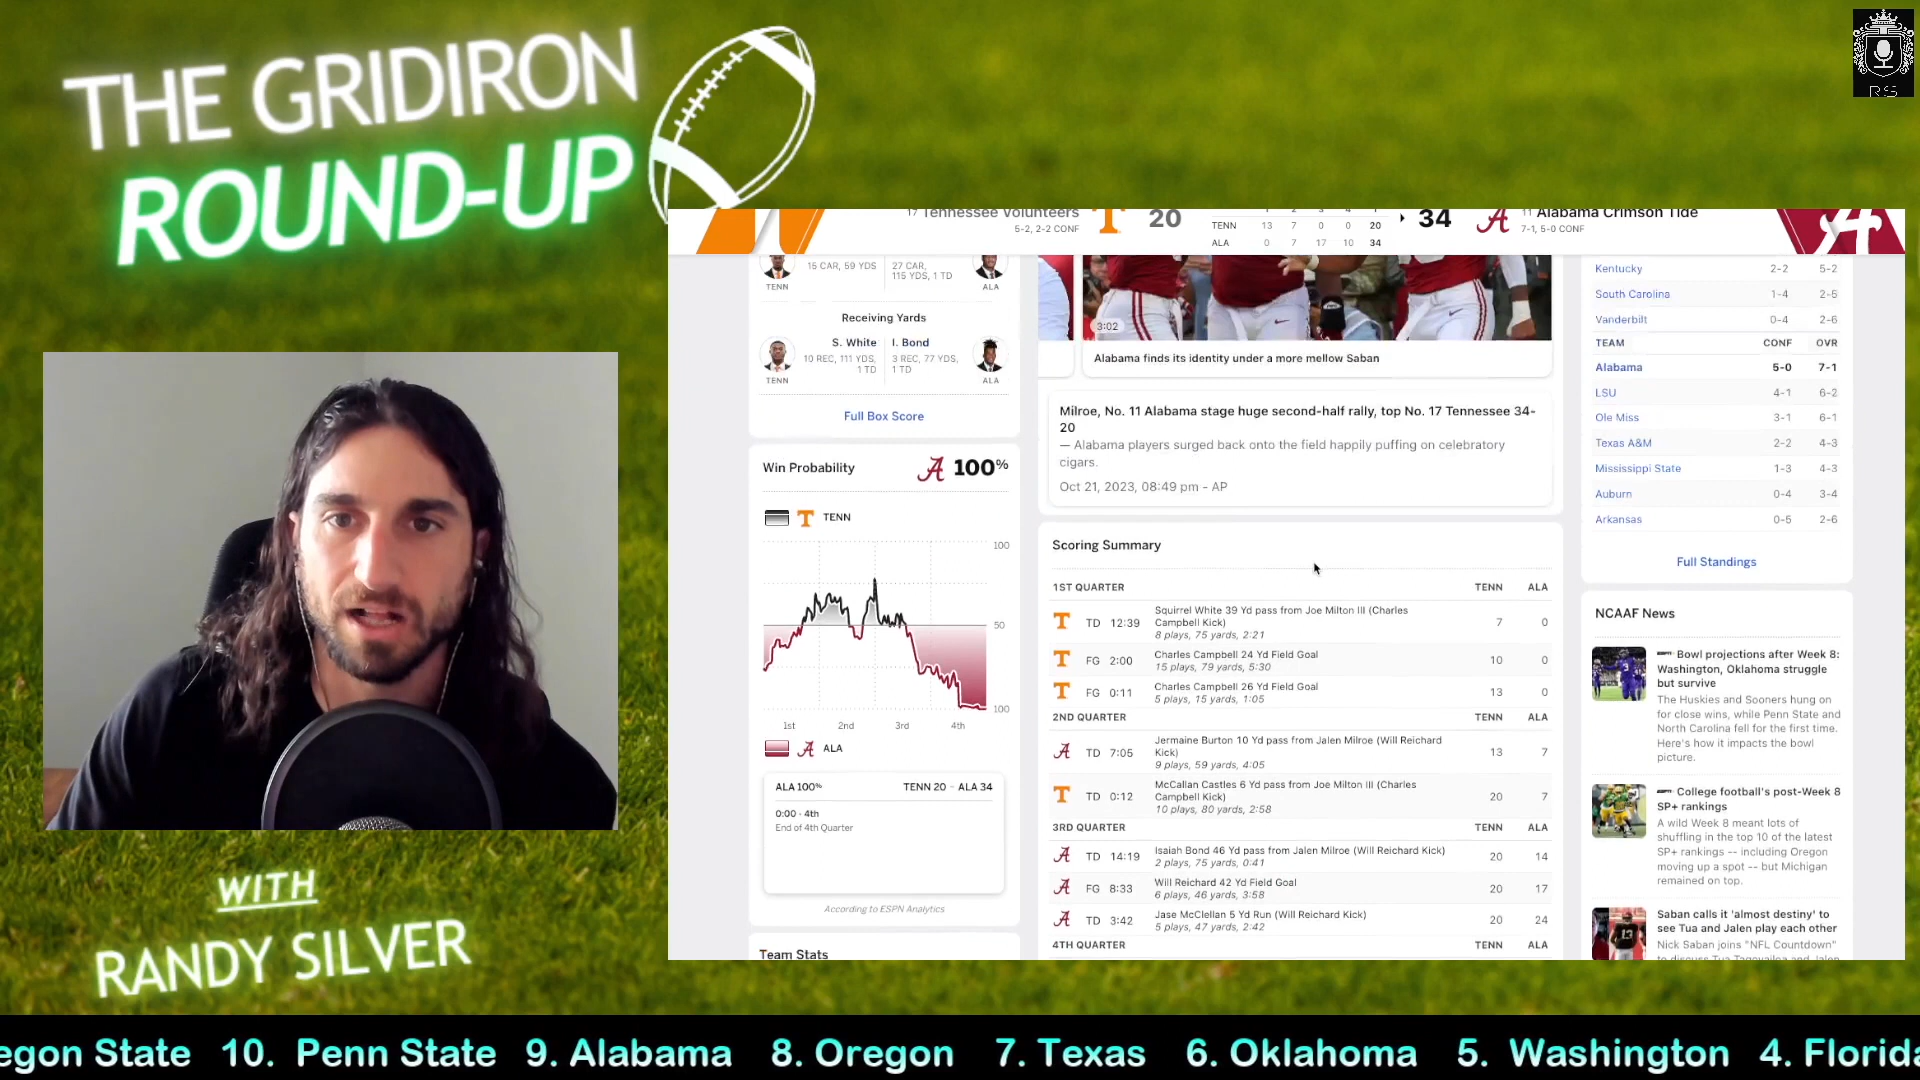 THE GRIDIRON
ROUND-UP
RS
17 Tennessee Volunteers
5-2, 2-2 CONF
20
TENN 13 7 0 0 20
ALA 0 7 17 10 34
34
11 Alabama Crimson Tide
7-1, 5-0 CONF
15 CAR, 59 YDS
27 CAR,
115 YDS, 1 TD
TENN
ALA
Receiving Yards
S. White
I. Bond
10 REC, 111 YDS,
1 TD
3 REC, 77 YDS,
1 TD
TENN
ALA
Full Box Score
Win Probability
100%
TENN
100
50
100
1st 2nd 3rd 4th
ALA
ALA 100%
TENN 20 - ALA 34
0:00 - 4th
End of 4th Quarter
According to ESPN Analytics
Team Stats
3:02
Alabama finds its identity under a more mellow Saban
Milroe, No. 11 Alabama stage huge second-half rally, top No. 17 Tennessee 34-
20
— Alabama players surged back onto the field happily puffing on celebratory
cigars.
Oct 21, 2023, 08:49 pm - AP
Scoring Summary
1ST QUARTER TENN ALA
TD 12:39 Squirrel White 39 Yd pass from Joe Milton III (Charles
Campbell Kick) 7 0
8 plays, 75 yards, 2:21
FG 2:00 Charles Campbell 24 Yd Field Goal 10 0
15 plays, 79 yards, 5:30
FG 0:11 Charles Campbell 26 Yd Field Goal 13 0
5 plays, 15 yards, 1:05
2ND QUARTER TENN ALA
TD 7:05 Jermaine Burton 10 Yd pass from Jalen Milroe (Will Reichard
Kick) 13 7
9 plays, 59 yards, 4:05
TD 0:12 McCallan Castles 6 Yd pass from Joe Milton III (Charles
Campbell Kick) 20 7
10 plays, 80 yards, 2:58
3RD QUARTER TENN ALA
TD 14:19 Isaiah Bond 46 Yd pass from Jalen Milroe (Will Reichard Kick) 20 14
2 plays, 75 yards, 0:41
FG 8:33 Will Reichard 42 Yd Field Goal 20 17
6 plays, 46 yards, 3:58
TD 3:42 Jase McClellan 5 Yd Run (Will Reichard Kick) 20 24
5 plays, 47 yards, 2:42
4TH QUARTER TENN ALA
Kentucky 2-2 5-2
South Carolina 1-4 2-5
Vanderbilt 0-4 2-6
TEAM CONF OVR
Alabama 5-0 7-1
LSU 4-1 6-2
Ole Miss 3-1 6-1
Texas A&M 2-2 4-3
Mississippi State 1-3 4-3
Auburn 0-4 3-4
Arkansas 0-5 2-6
Full Standings
NCAAF News
Bowl projections after Week 8:
Washington, Oklahoma struggle
but survive
The Huskies and Sooners hung on
for close wins, while Penn State and
North Carolina fell for the first time.
Here's how it impacts the bowl
picture.
College football's post-Week 8
SP+ rankings
A wild Week 8 meant lots of
shuffling in the top 10 of the latest
SP+ rankings -- including Oregon
moving up a spot -- but Michigan
remained on top.
Saban calls it 'almost destiny' to
see Tua and Jalen play each other
Nick Saban joins "NFL Countdown"
to discuss Tua Tagovailoa and Jalen
WITH
RANDY SILVER
egon State 10. Penn State 9. Alabama 8. Oregon 7. Texas 6. Oklahoma 5. Washington 4. Florida